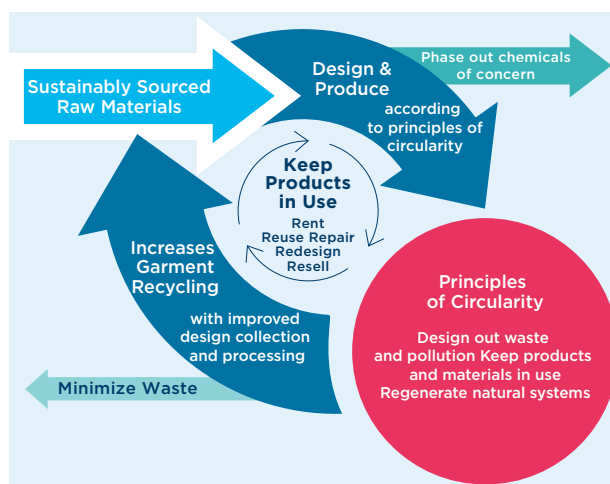 Sustainably Sourced
Raw Materials
Design &
Produce
according
to principles of
circularity
Phase out chemicals
of concern
Keep
Products
in Use
Rent
Reuse Repair
Redesign
Resell
Increases
Garment
Recycling
with improved
design collection
and processing
Minimize Waste
Principles
of Circularity
Design out waste
and pollution Keep products
and materials in use
Regenerate natural systems